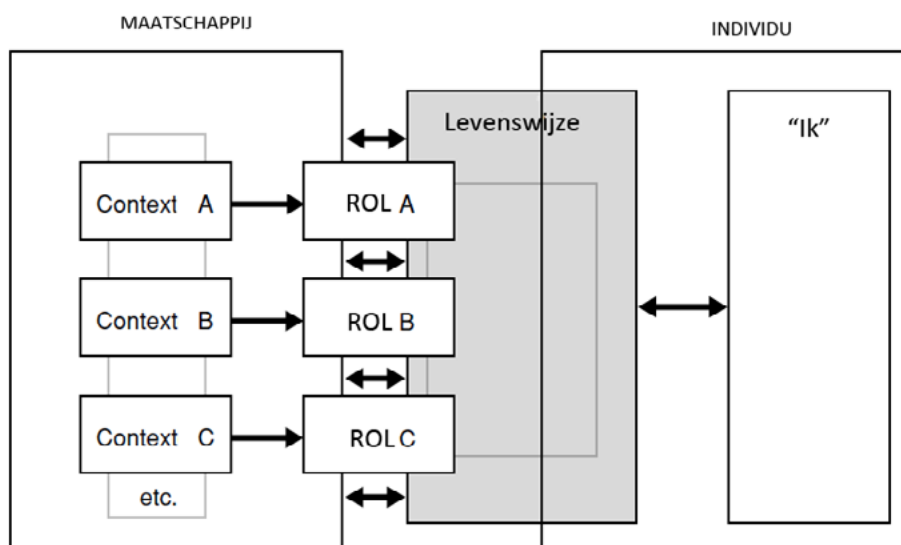 MAATSCHAPPIJ
INDIVIDU
Levenswijze
“Ik”
Context A
ROL A
Context B
ROL B
Context C
ROL C
etc.